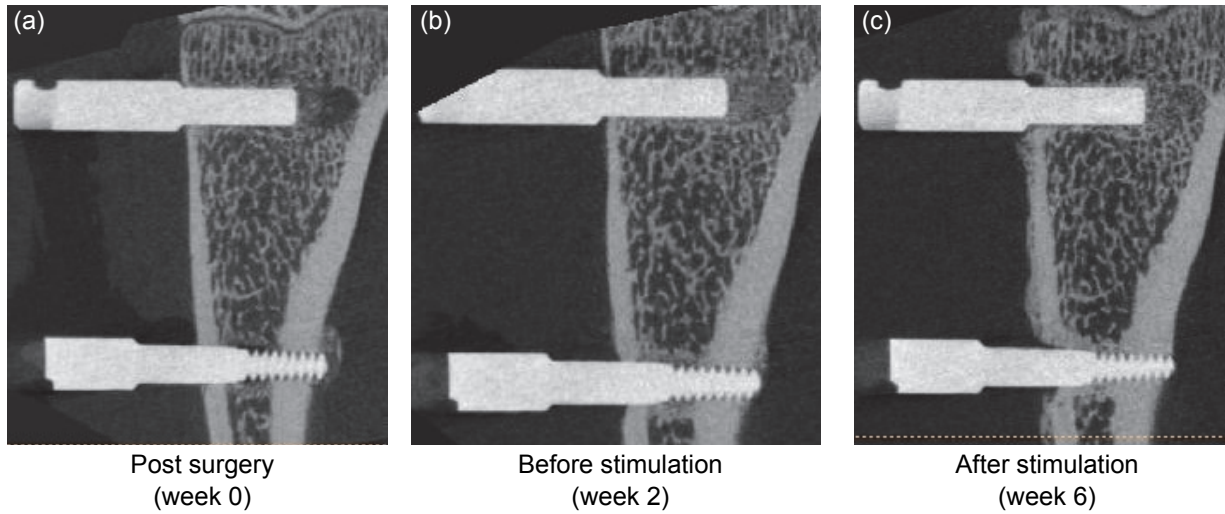 (a)
(b)
(c)
Post surgery
(week 0)
Before stimulation
(week 2)
After stimulation
(week 6)